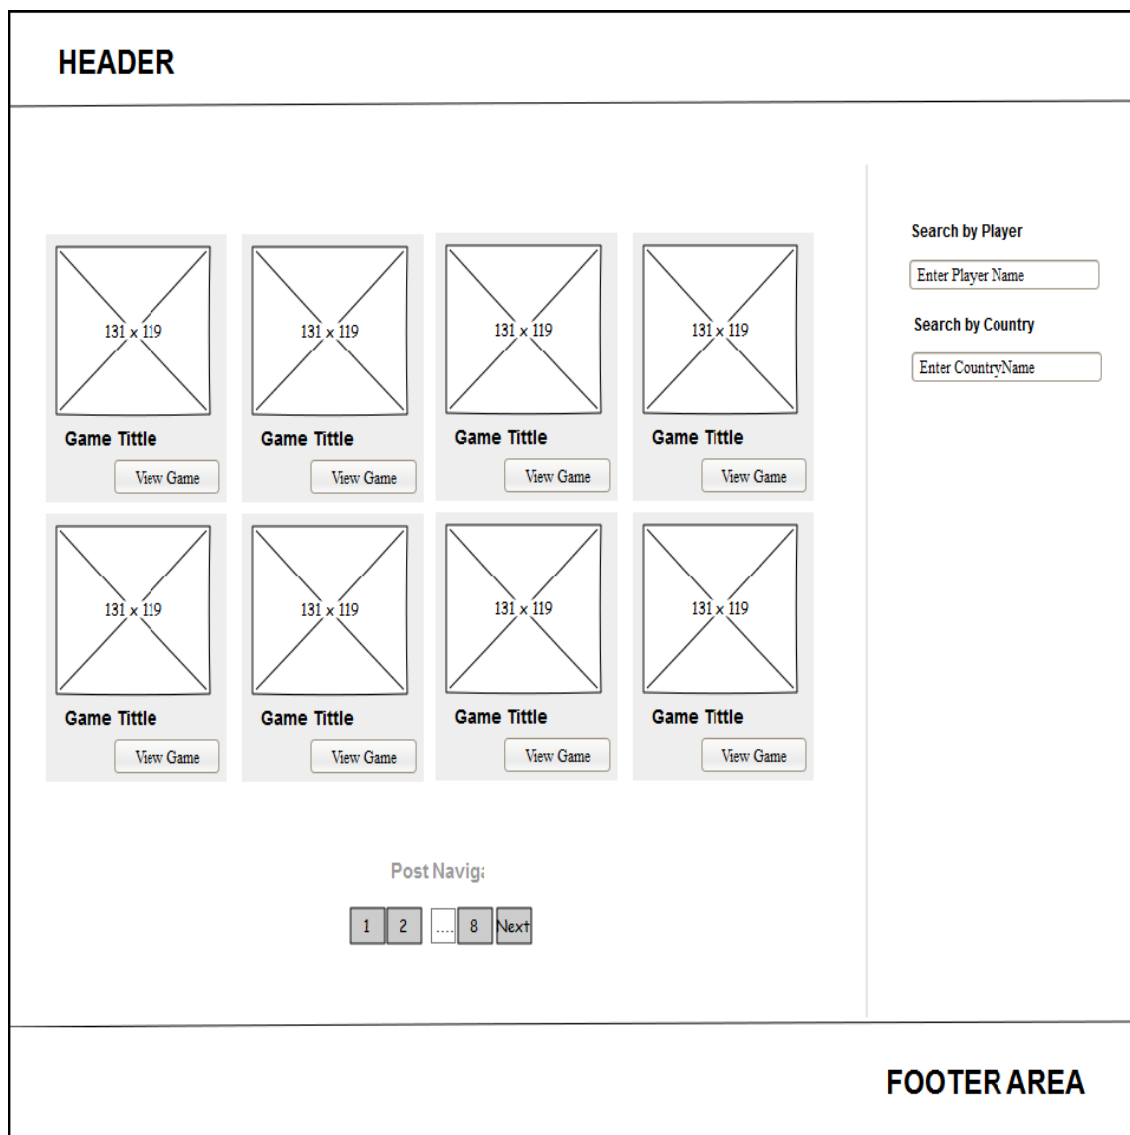 HEADER
131 x 119
131 x 119
131 x 119
131 x 119
Game Tittle
Game Tittle
Game Tittle
Game Tittle
View Game
View Game
View Game
View Game
131 x 119
131 x 119
131 x 119
131 x 119
Game Tittle
Game Tittle
Game Tittle
Game Tittle
View Game
View Game
View Game
View Game
Post Naviga
1 2 .... 8 Next
Search by Player
Enter Player Name
Search by Country
Enter CountryName
FOOTER AREA